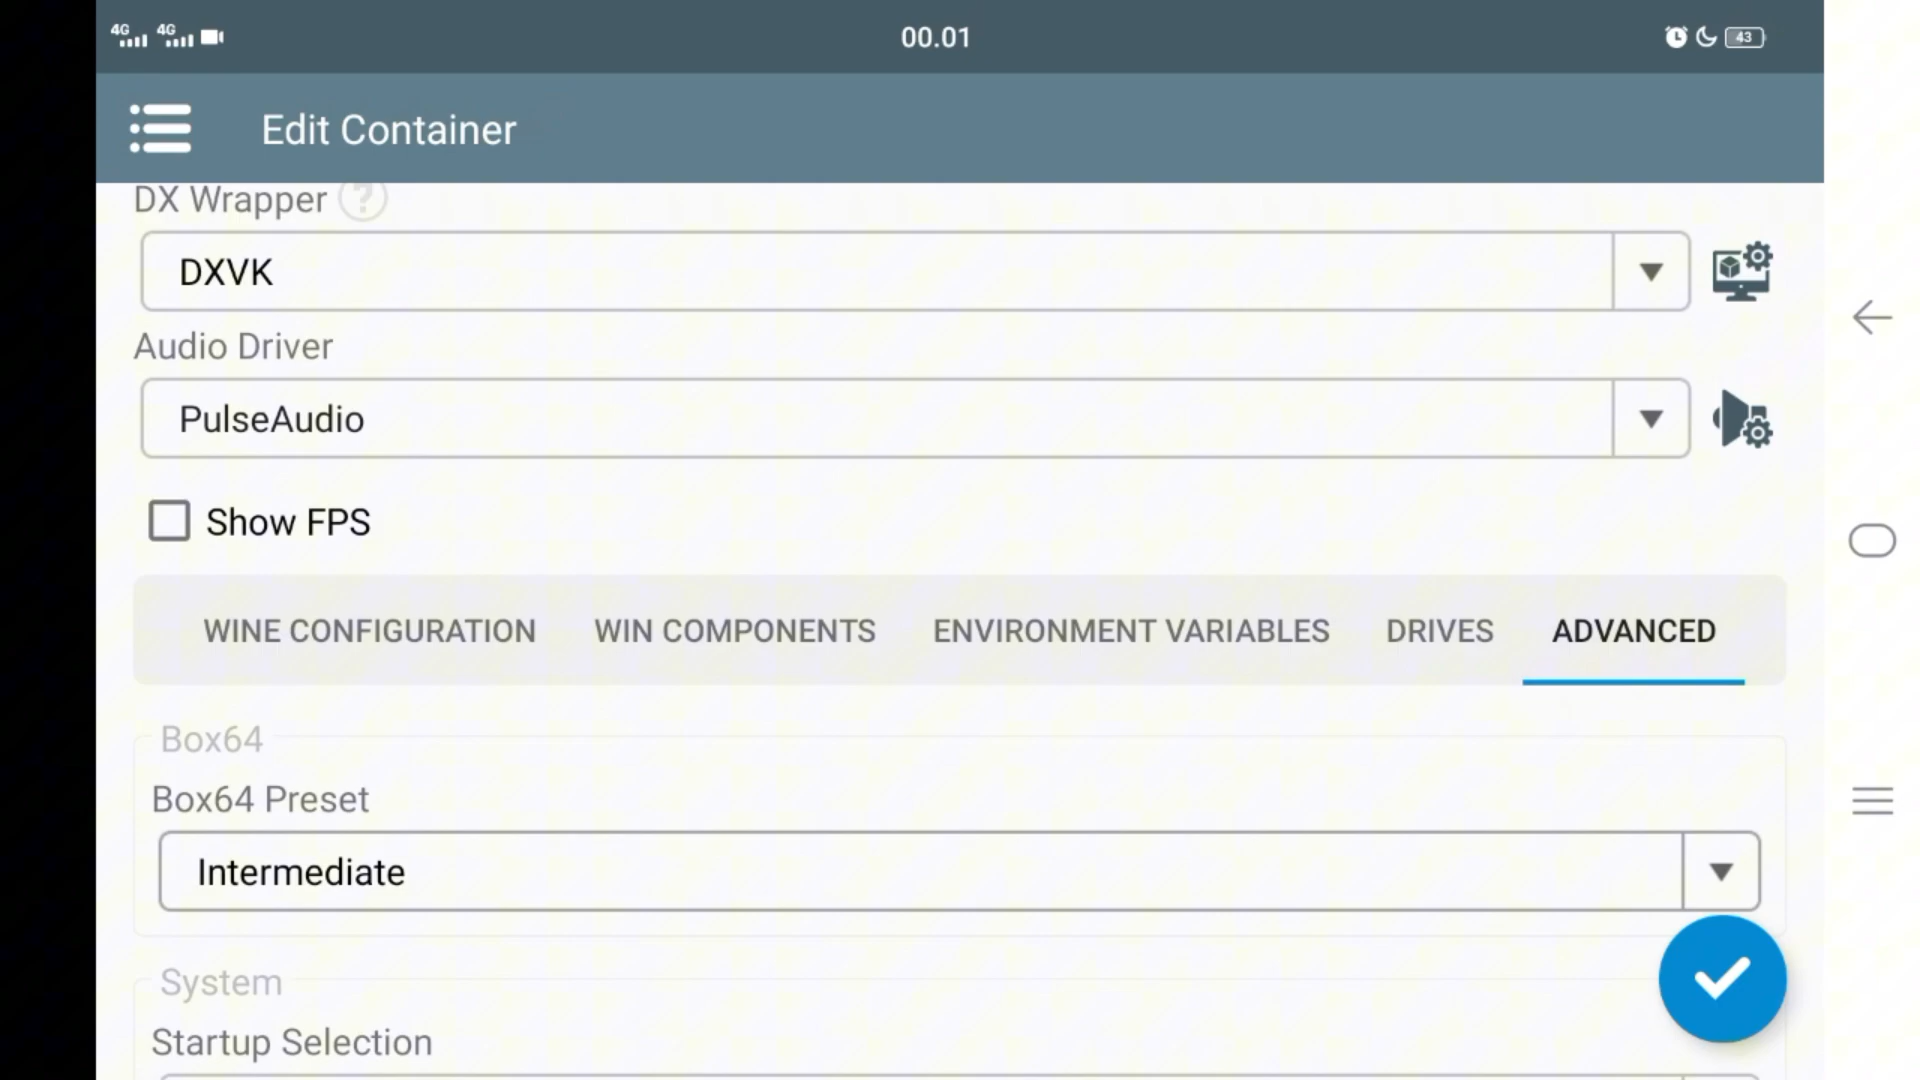 4G 4G 00.01 43
Edit Container
DX Wrapper ?
DXVK
Audio Driver
PulseAudio
Show FPS
WINE CONFIGURATION WIN COMPONENTS ENVIRONMENT VARIABLES DRIVES ADVANCED
Box64
Box64 Preset
Intermediate
System
Startup Selection